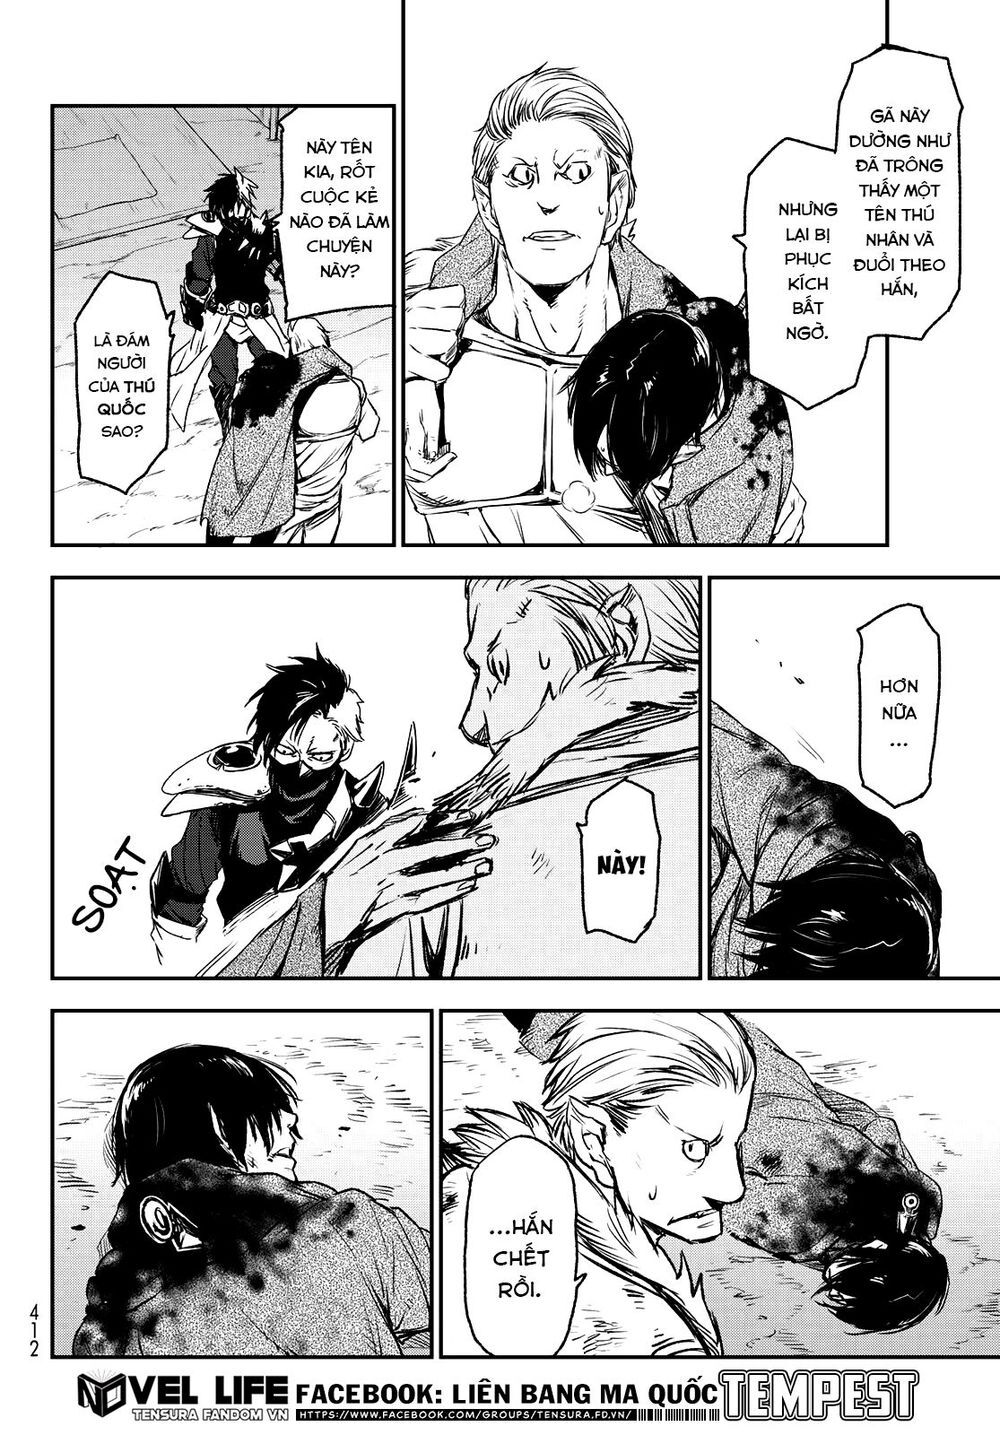 GÃ NÀY
DƯỜNG NHƯ
ĐÃ TRÔNG
THẤY MỘT
TÊN THÚ
NHÂN VÀ
ĐUỔI THEO
HẮN,
NHƯNG
LẠI BỊ
PHỤC
KÍCH
BẤT
NGỜ.
NÀY TÊN
KIA, RỐT
CUỘC KẺ
NÀO ĐÃ LÀM
CHUYỆN
NÀY?
LÀ ĐÁM
NGƯỜI
CỦA THÚ
QUỐC
SAO?
HƠN
NỮA
...
NÀY!
SOẠT
...HẮN
CHẾT
RỒI.
412
NOVEL LIFE
TENSURA FANDOM VN
FACEBOOK: LIÊN BANG MA QUỐC
HTTPS://WWW.FACEBOOK.COM/GROUPS/TENSURA.FD.VN/
TEMPEST